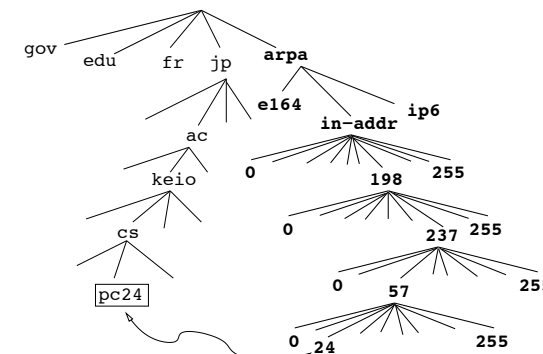 gov edu fr jp arpa
e164 in-addr ip6
ac
0 198 255
keio
0 237 255
cs
0 57
pc24
0 24 255